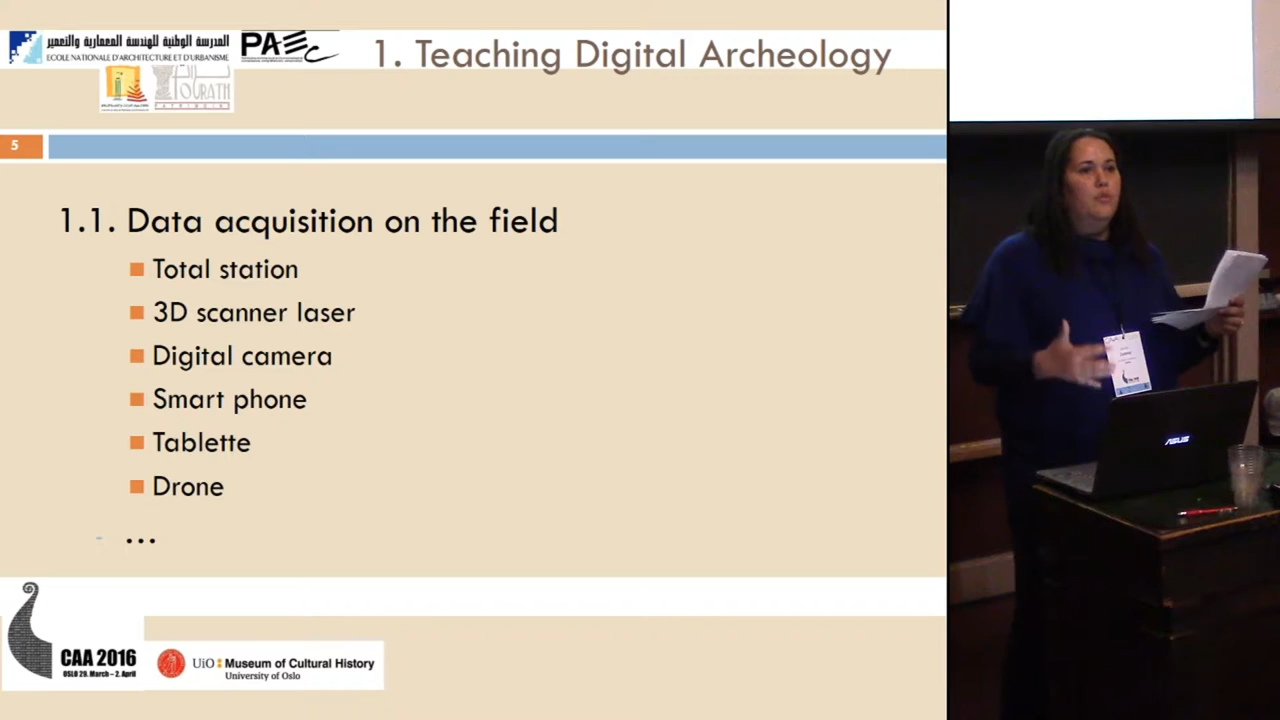 المدرسة الوطنية للهندسة المعمارية والتعمير
ECOLE NATIONALE D'ARCHITECTURE ET D'URBANISME
PAEC
1. Teaching Digital Archeology
TOURATH
5
1.1. Data acquisition on the field
Total station
3D scanner laser
Digital camera
Smart phone
Tablette
Drone
...
CAA 2016
OSLO 29. March – 2. April
UiO: Museum of Cultural History
University of Oslo
ASUS